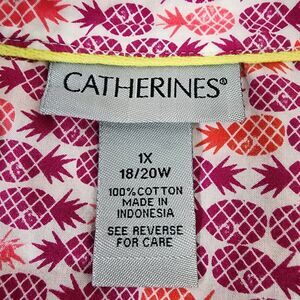 CATHERINES®
1X
18/20W
100% COTTON
MADE IN
INDONESIA
SEE REVERSE
FOR CARE